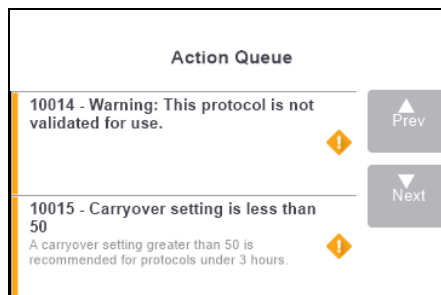 Action Queue
10014 - Warning: This protocol is not
validated for use.
Prev
10015 - Carryover setting is less than
50
A carryover setting greater than 50 is
recommended for protocols under 3 hours.
Next